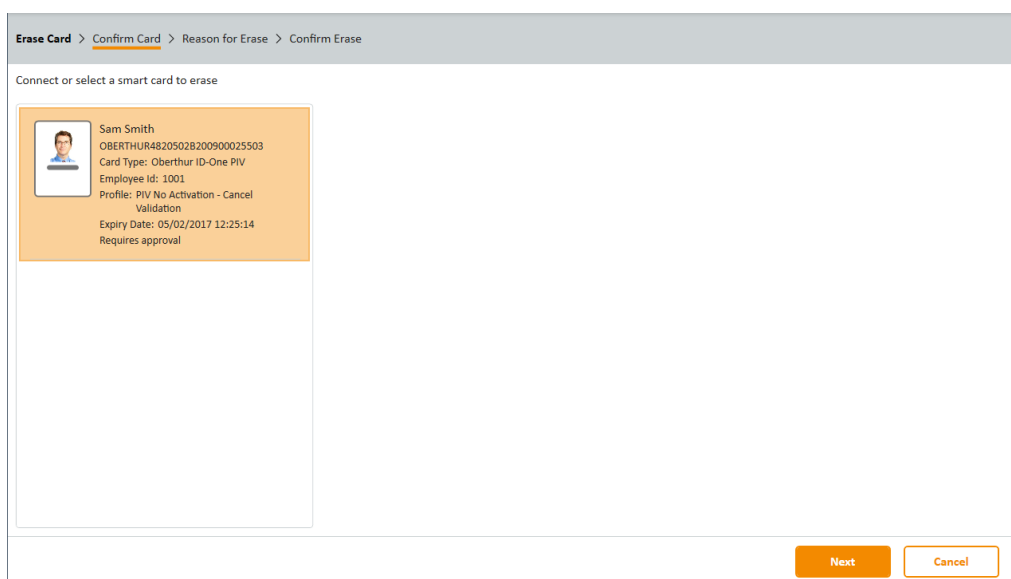 Erase Card > Confirm Card > Reason for Erase > Confirm Erase
Connect or select a smart card to erase
Sam Smith
OBERTHUR4820502B200900025503
Card Type: Oberthur ID-One PIV
Employee Id: 1001
Profile: PIV No Activation - Cancel
Validation
Expiry Date: 05/02/2017 12:25:14
Requires approval
Next Cancel